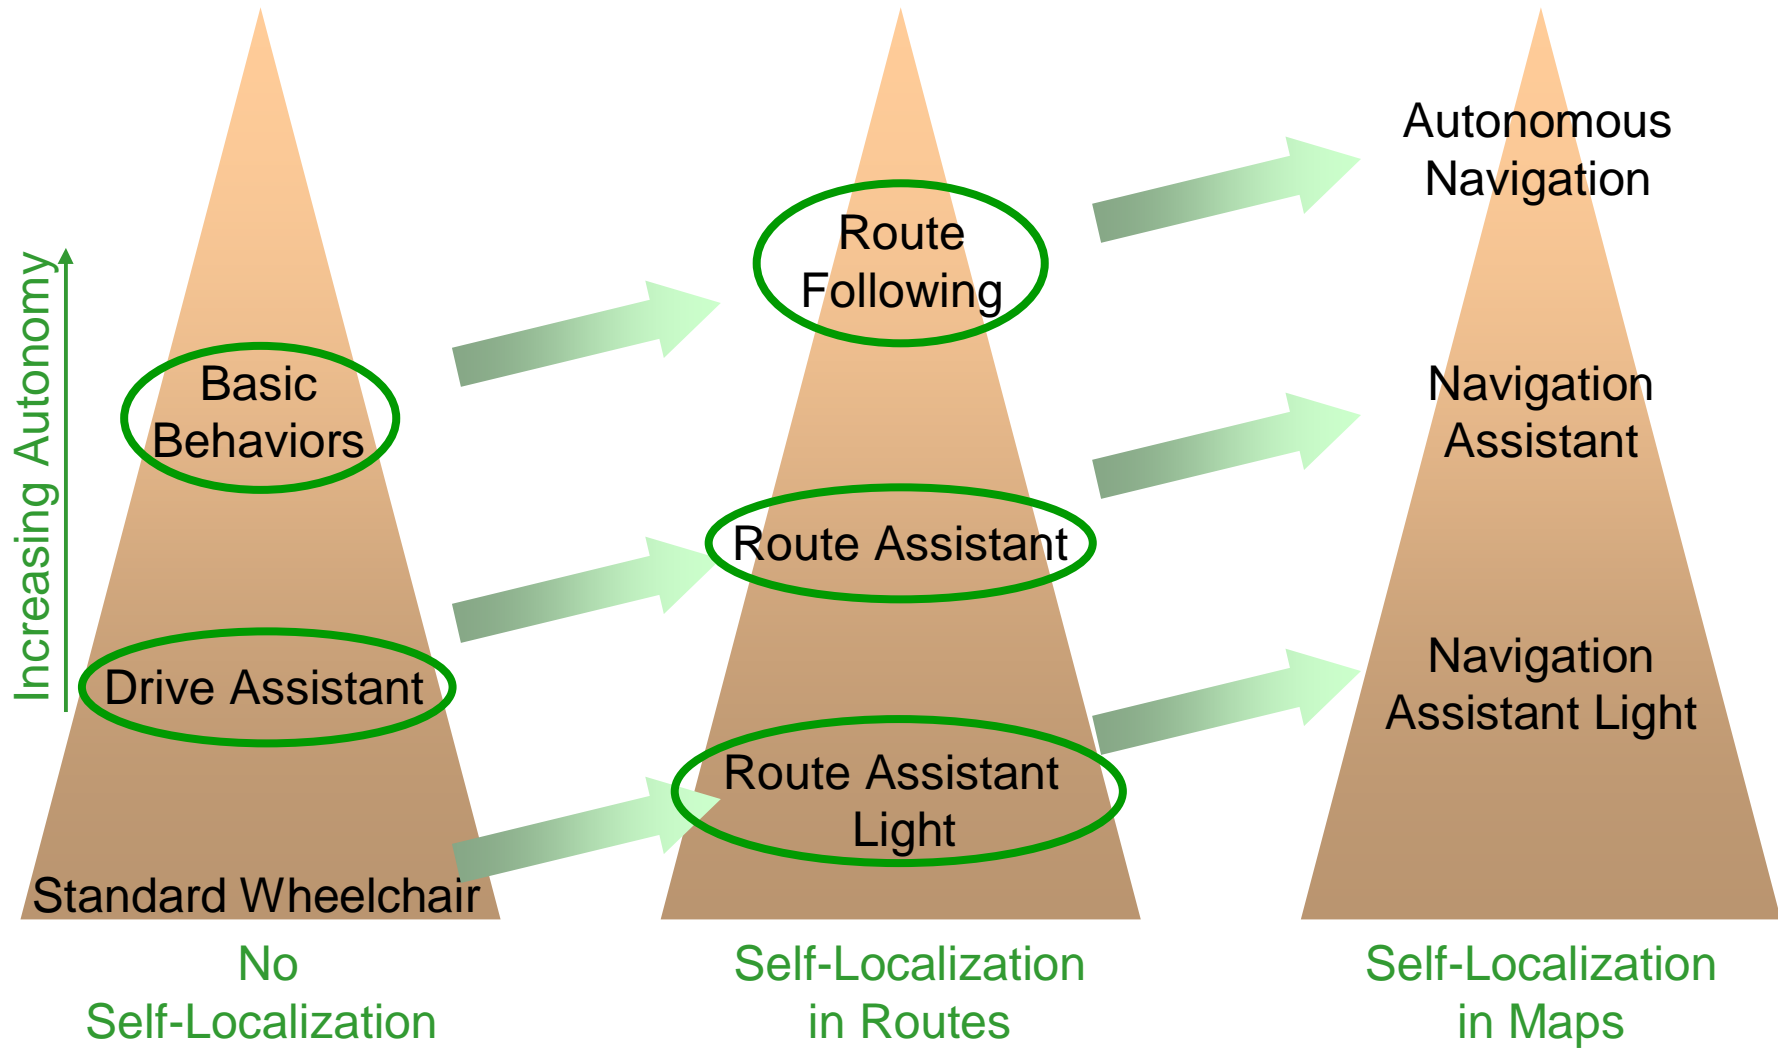 Increasing Autonomy
Basic
Behaviors
Drive Assistant
Standard Wheelchair
No
Self-Localization
Route
Following
Route Assistant
Route Assistant
Light
Self-Localization
in Routes
Autonomous
Navigation
Navigation
Assistant
Navigation
Assistant Light
Self-Localization
in Maps